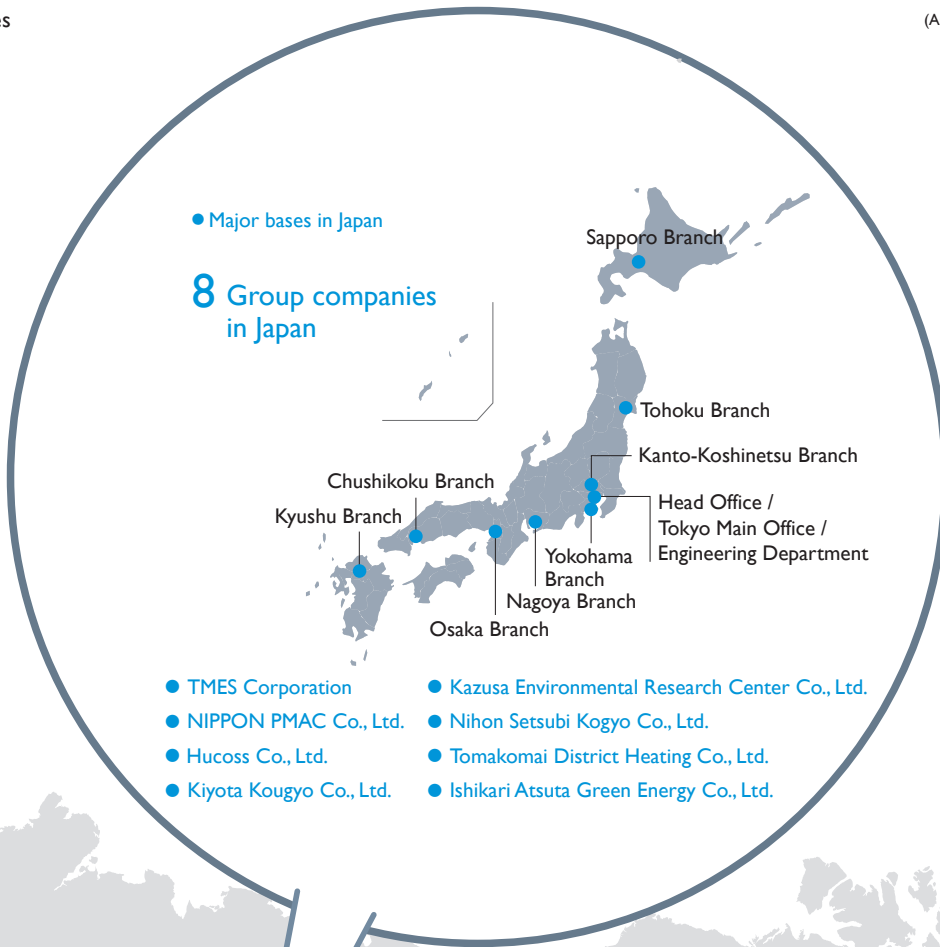 es
(A
● Major bases in Japan
8 Group companies
in Japan
Sapporo Branch
Tohoku Branch
Kanto-Koshinetsu Branch
Chushikoku Branch
Head Office /
Tokyo Main Office /
Engineering Department
Kyushu Branch
Yokohama
Branch
Nagoya Branch
Osaka Branch
● TMES Corporation
● NIPPON PMAC Co., Ltd.
● Hucoss Co., Ltd.
● Kiyota Kougyo Co., Ltd.
● Kazusa Environmental Research Center Co., Ltd.
● Nihon Setsubi Kogyo Co., Ltd.
● Tomakomai District Heating Co., Ltd.
● Ishikari Atsuta Green Energy Co., Ltd.